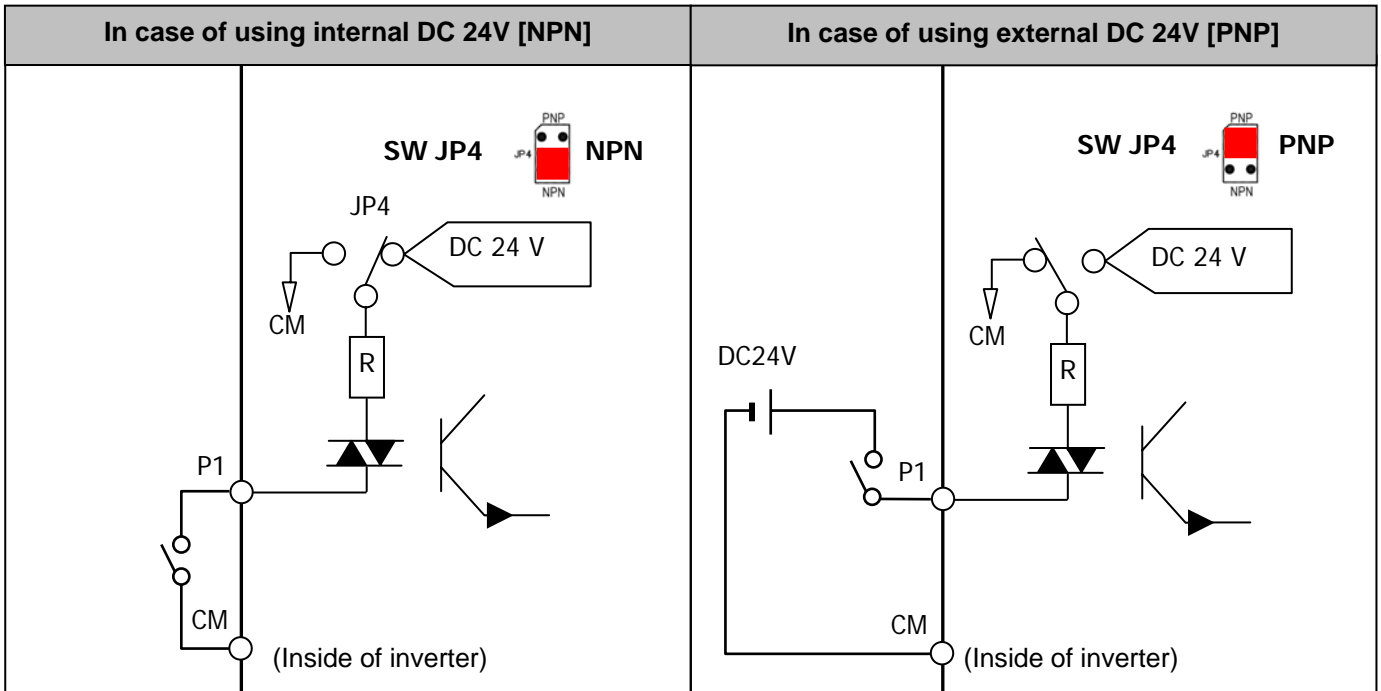 In case of using internal DC 24V [NPN]
In case of using external DC 24V [PNP]
PNP
SW JP4
JP4
NPN
NPN
JP4
DC 24 V
CM
R
P1
CM
(Inside of inverter)
PNP
SW JP4
JP4
PNP
NPN
DC 24 V
CM
DC24V
R
P1
CM
(Inside of inverter)